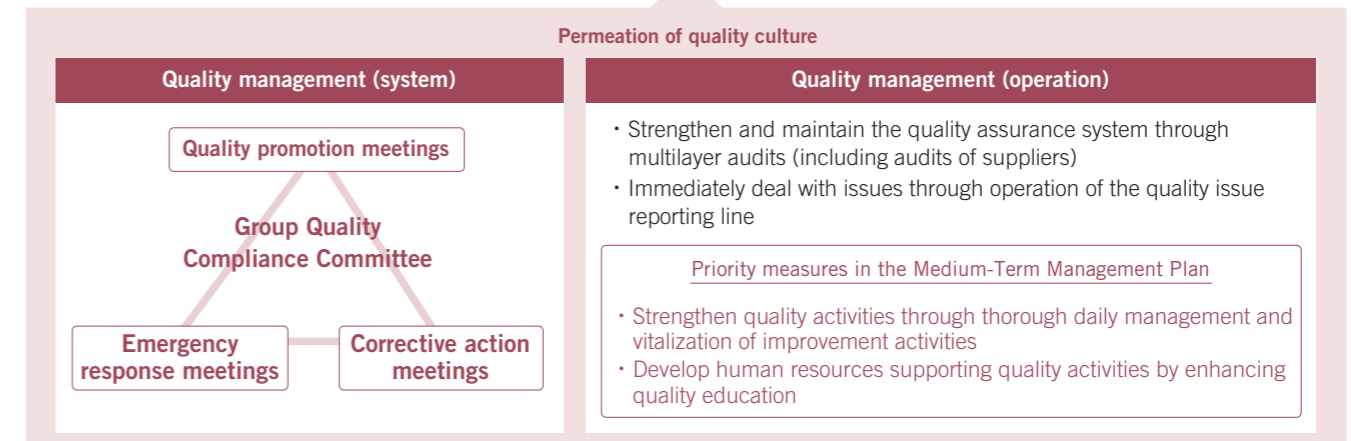 Permeation of quality culture
Quality management (system)
Quality promotion meetings
Group Quality
Compliance Committee
Emergency
response meetings
Corrective action
meetings
Quality management (operation)
・Strengthen and maintain the quality assurance system through
multilayer audits (including audits of suppliers)
・Immediately deal with issues through operation of the quality issue
reporting line
Priority measures in the Medium-Term Management Plan
・Strengthen quality activities through thorough daily management and
vitalization of improvement activities
・Develop human resources supporting quality activities by enhancing
quality education